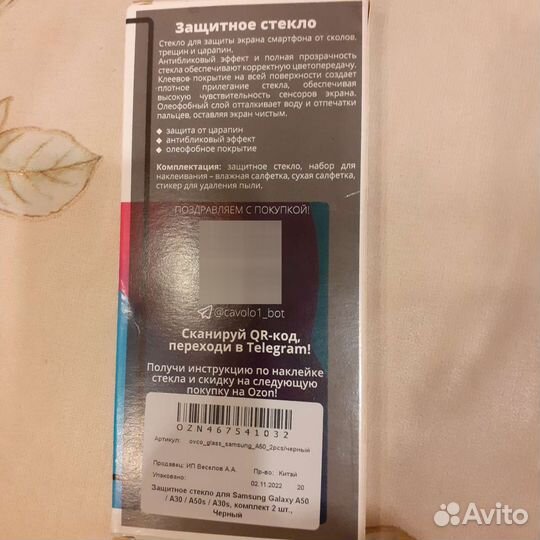 Защитное стекло
Стекло для защиты экрана смартфона от сколов,
трещин и царапин.
Антибликовый эффект и полная прозрачность
стекла обеспечивают корректную цветопередачу.
Клеевое покрытие на всей поверхности создает
плотное прилегание стекла, обеспечивая
высокую чувствительность сенсоров экрана.
Олеофобный слой отталкивает воду и отпечатки
пальцев, оставляя экран чистым.
защита от царапин
антибликовый эффект
олеофобное покрытие
Комплектация: защитное стекло, набор для
наклеивания – влажная салфетка, сухая салфетка,
стикер для удаления пыли.
ПОЗДРАВЛЯЕМ С ПОКУПКОЙ!
@cavolo1_bot
Сканируй QR-код,
переходи в Telegram!
Получи инструкцию по наклейке
стекла и скидку на следующую
покупку на Ozon!
OZN467541032
Артикул: ovco_glass_samsung_A50_2pcs/черный
Продавец: ИП Веселов А.А. Пр-во: Китай
Упаковано: 02.11.2022 20
Защитное стекло для Samsung Galaxy A50
/ A30 / A50s / A30s, комплект 2 шт.,
Черный
Avito